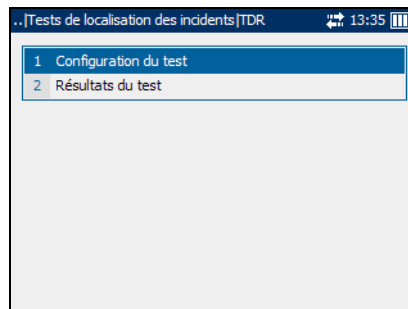 ..|Tests de localisation des incidents|TDR 13:35
1 Configuration du test
2 Résultats du test